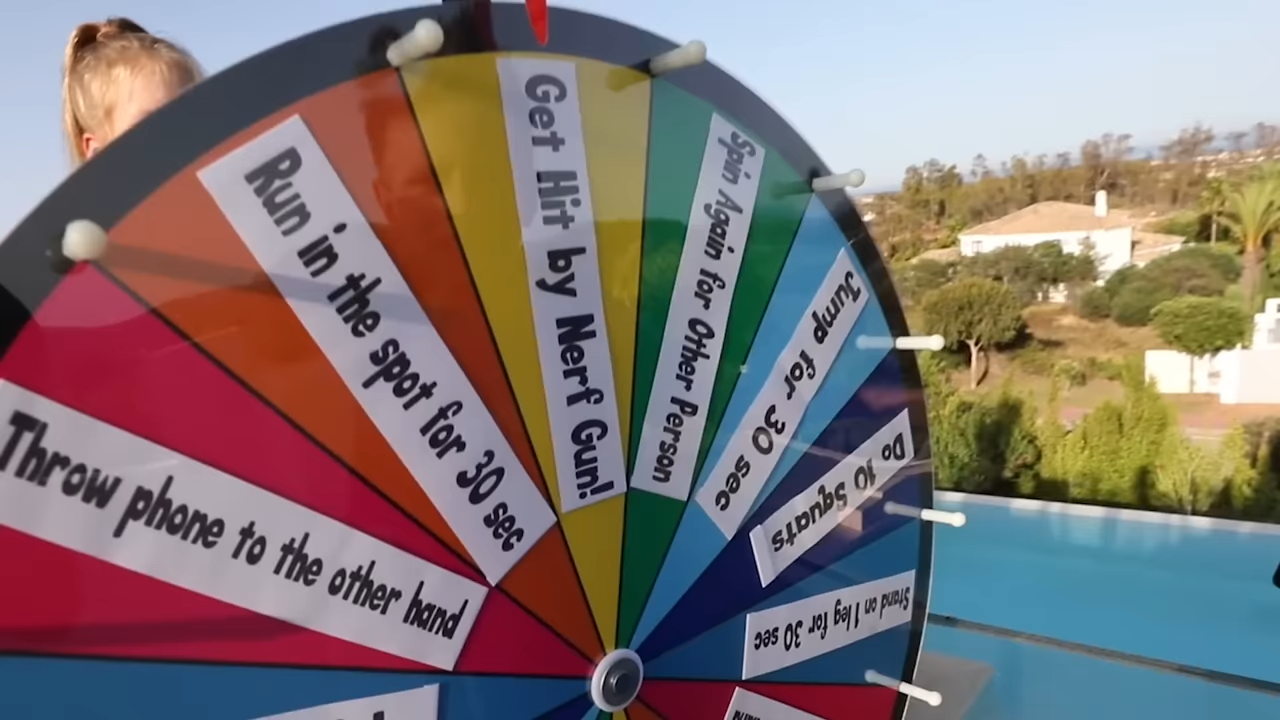 Throw phone to the other hand
Run in the spot for 30 sec
Get Hit by Nerf Gun!
Spin Again for Other Person
Jump for 30 sec
Do 10 Squats
Stand on 1 leg for 30 sec